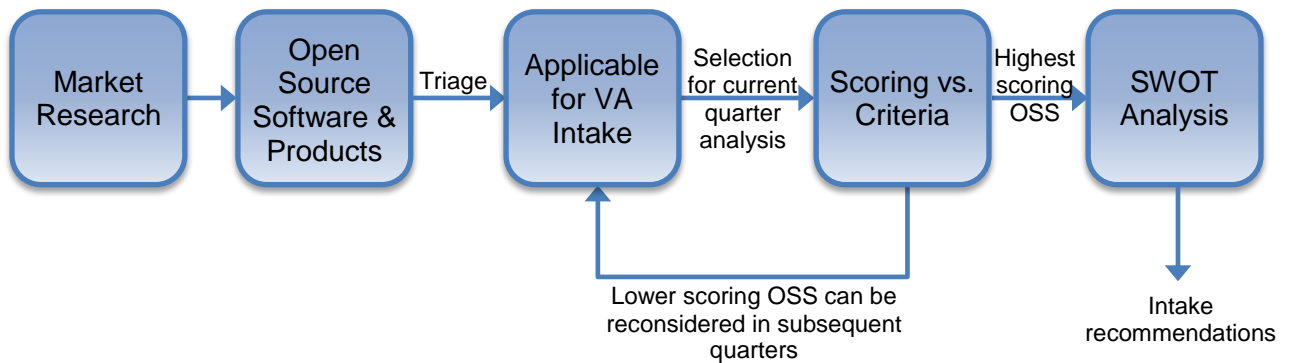 Market
Research
Open
Source
Software &
Products
Triage
Applicable
for VA
Intake
Selection
for current
quarter
analysis
Scoring vs.
Criteria
Highest
scoring
OSS
SWOT
Analysis
Lower scoring OSS can be
reconsidered in subsequent
quarters
Intake
recommendations